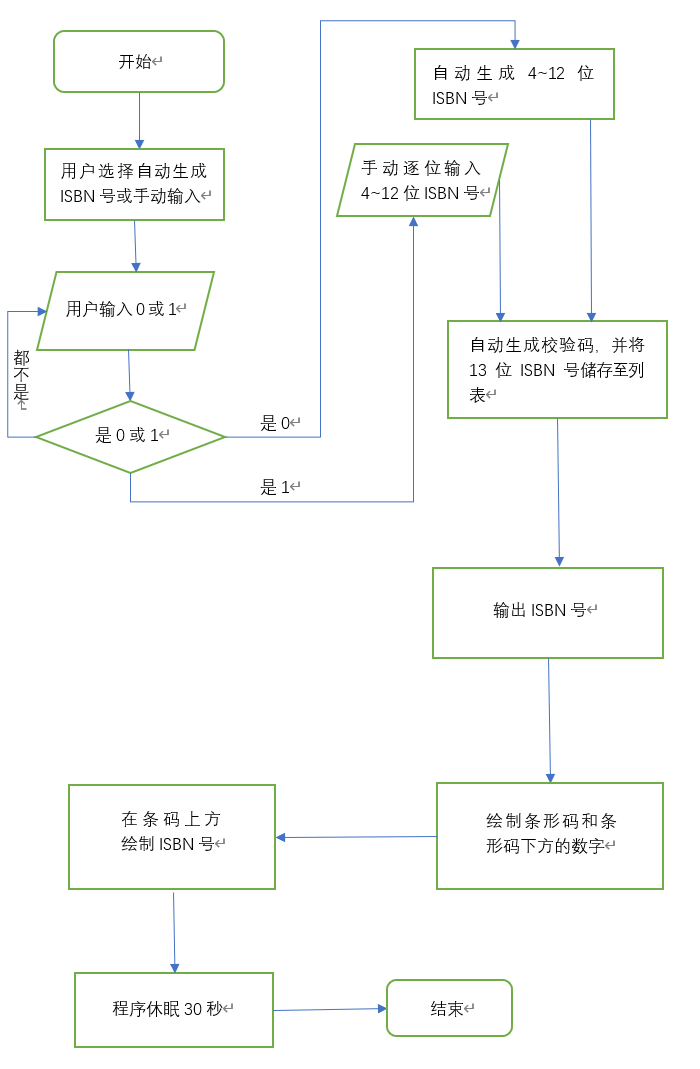 开始
自动生成 4~12 位
ISBN 号
用户选择自动生成
ISBN 号或手动输入
手动逐位输入
4~12 位 ISBN 号
用户输入 0 或 1
都不是
是 0 或 1
是 0
是 1
自动生成校验码，并将
13 位 ISBN 号储存至列
表
输出 ISBN 号
绘制条形码和条
形码下方的数字
在条码上方
绘制 ISBN 号
程序休眠 30 秒
结束